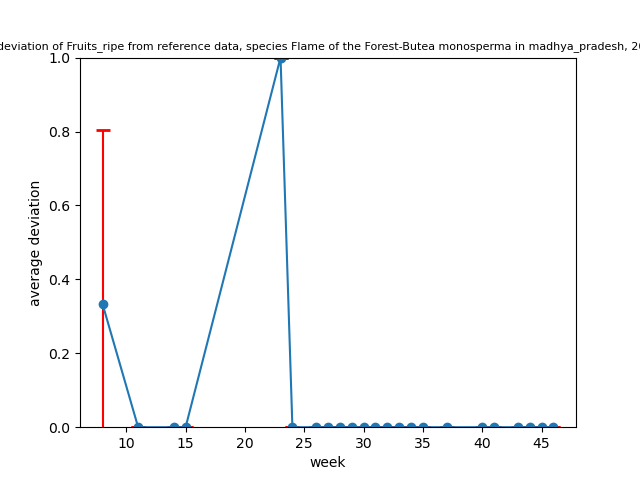 deviation of Fruits_ripe from reference data, species Flame of the Forest-Butea monosperma in madhya_pradesh,
1.0
0.8
0.6
0.4
0.2
0.0
average deviation
10 15 20 25 30 35 40 45
week